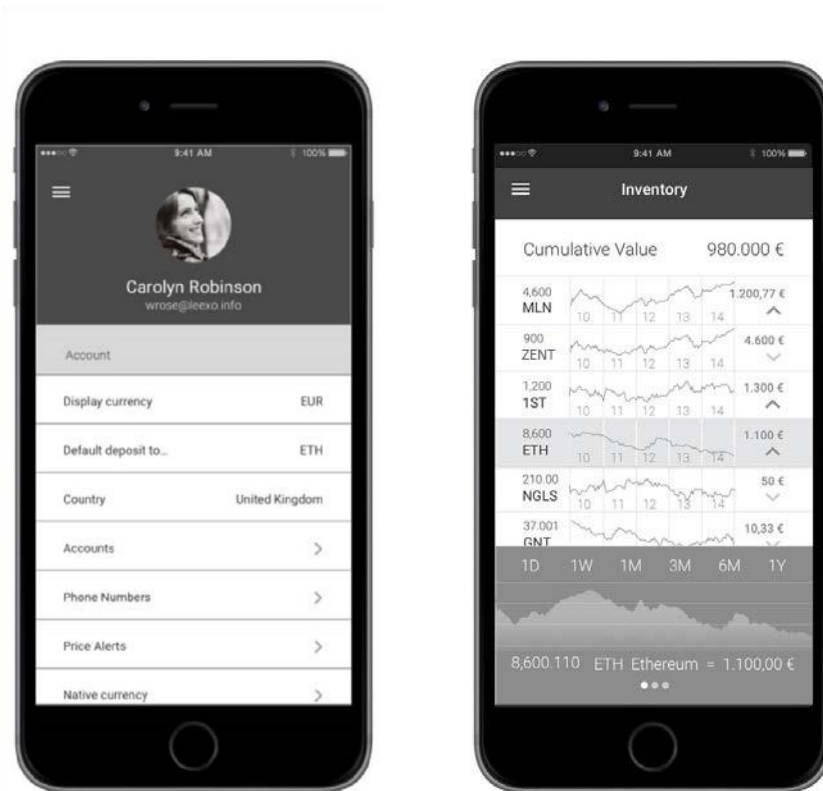 9:41 AM
100%
Carolyn Robinson
wrose@leexo.info
Account
Display currency EUR
Default deposit to... ETH
Country United Kingdom
Accounts
Phone Numbers
Price Alerts
Native currency
9:41 AM
100%
Inventory
Cumulative Value 980.000 €
4,600 1.200,77 €
MLN 10 11 12 13 14
900 4.600 €
ZENT 10 11 12 13 14
1,200 1.300 €
1ST 10 11 12 13 14
8,600 1.100 €
ETH 10 11 12 13 14
210.00 50 €
NGLS 10 11 12 13 14
37.001 10,33 €
GNT
1D 1W 1M 3M 6M 1Y
8,600.110 ETH Ethereum = 1.100,00 €